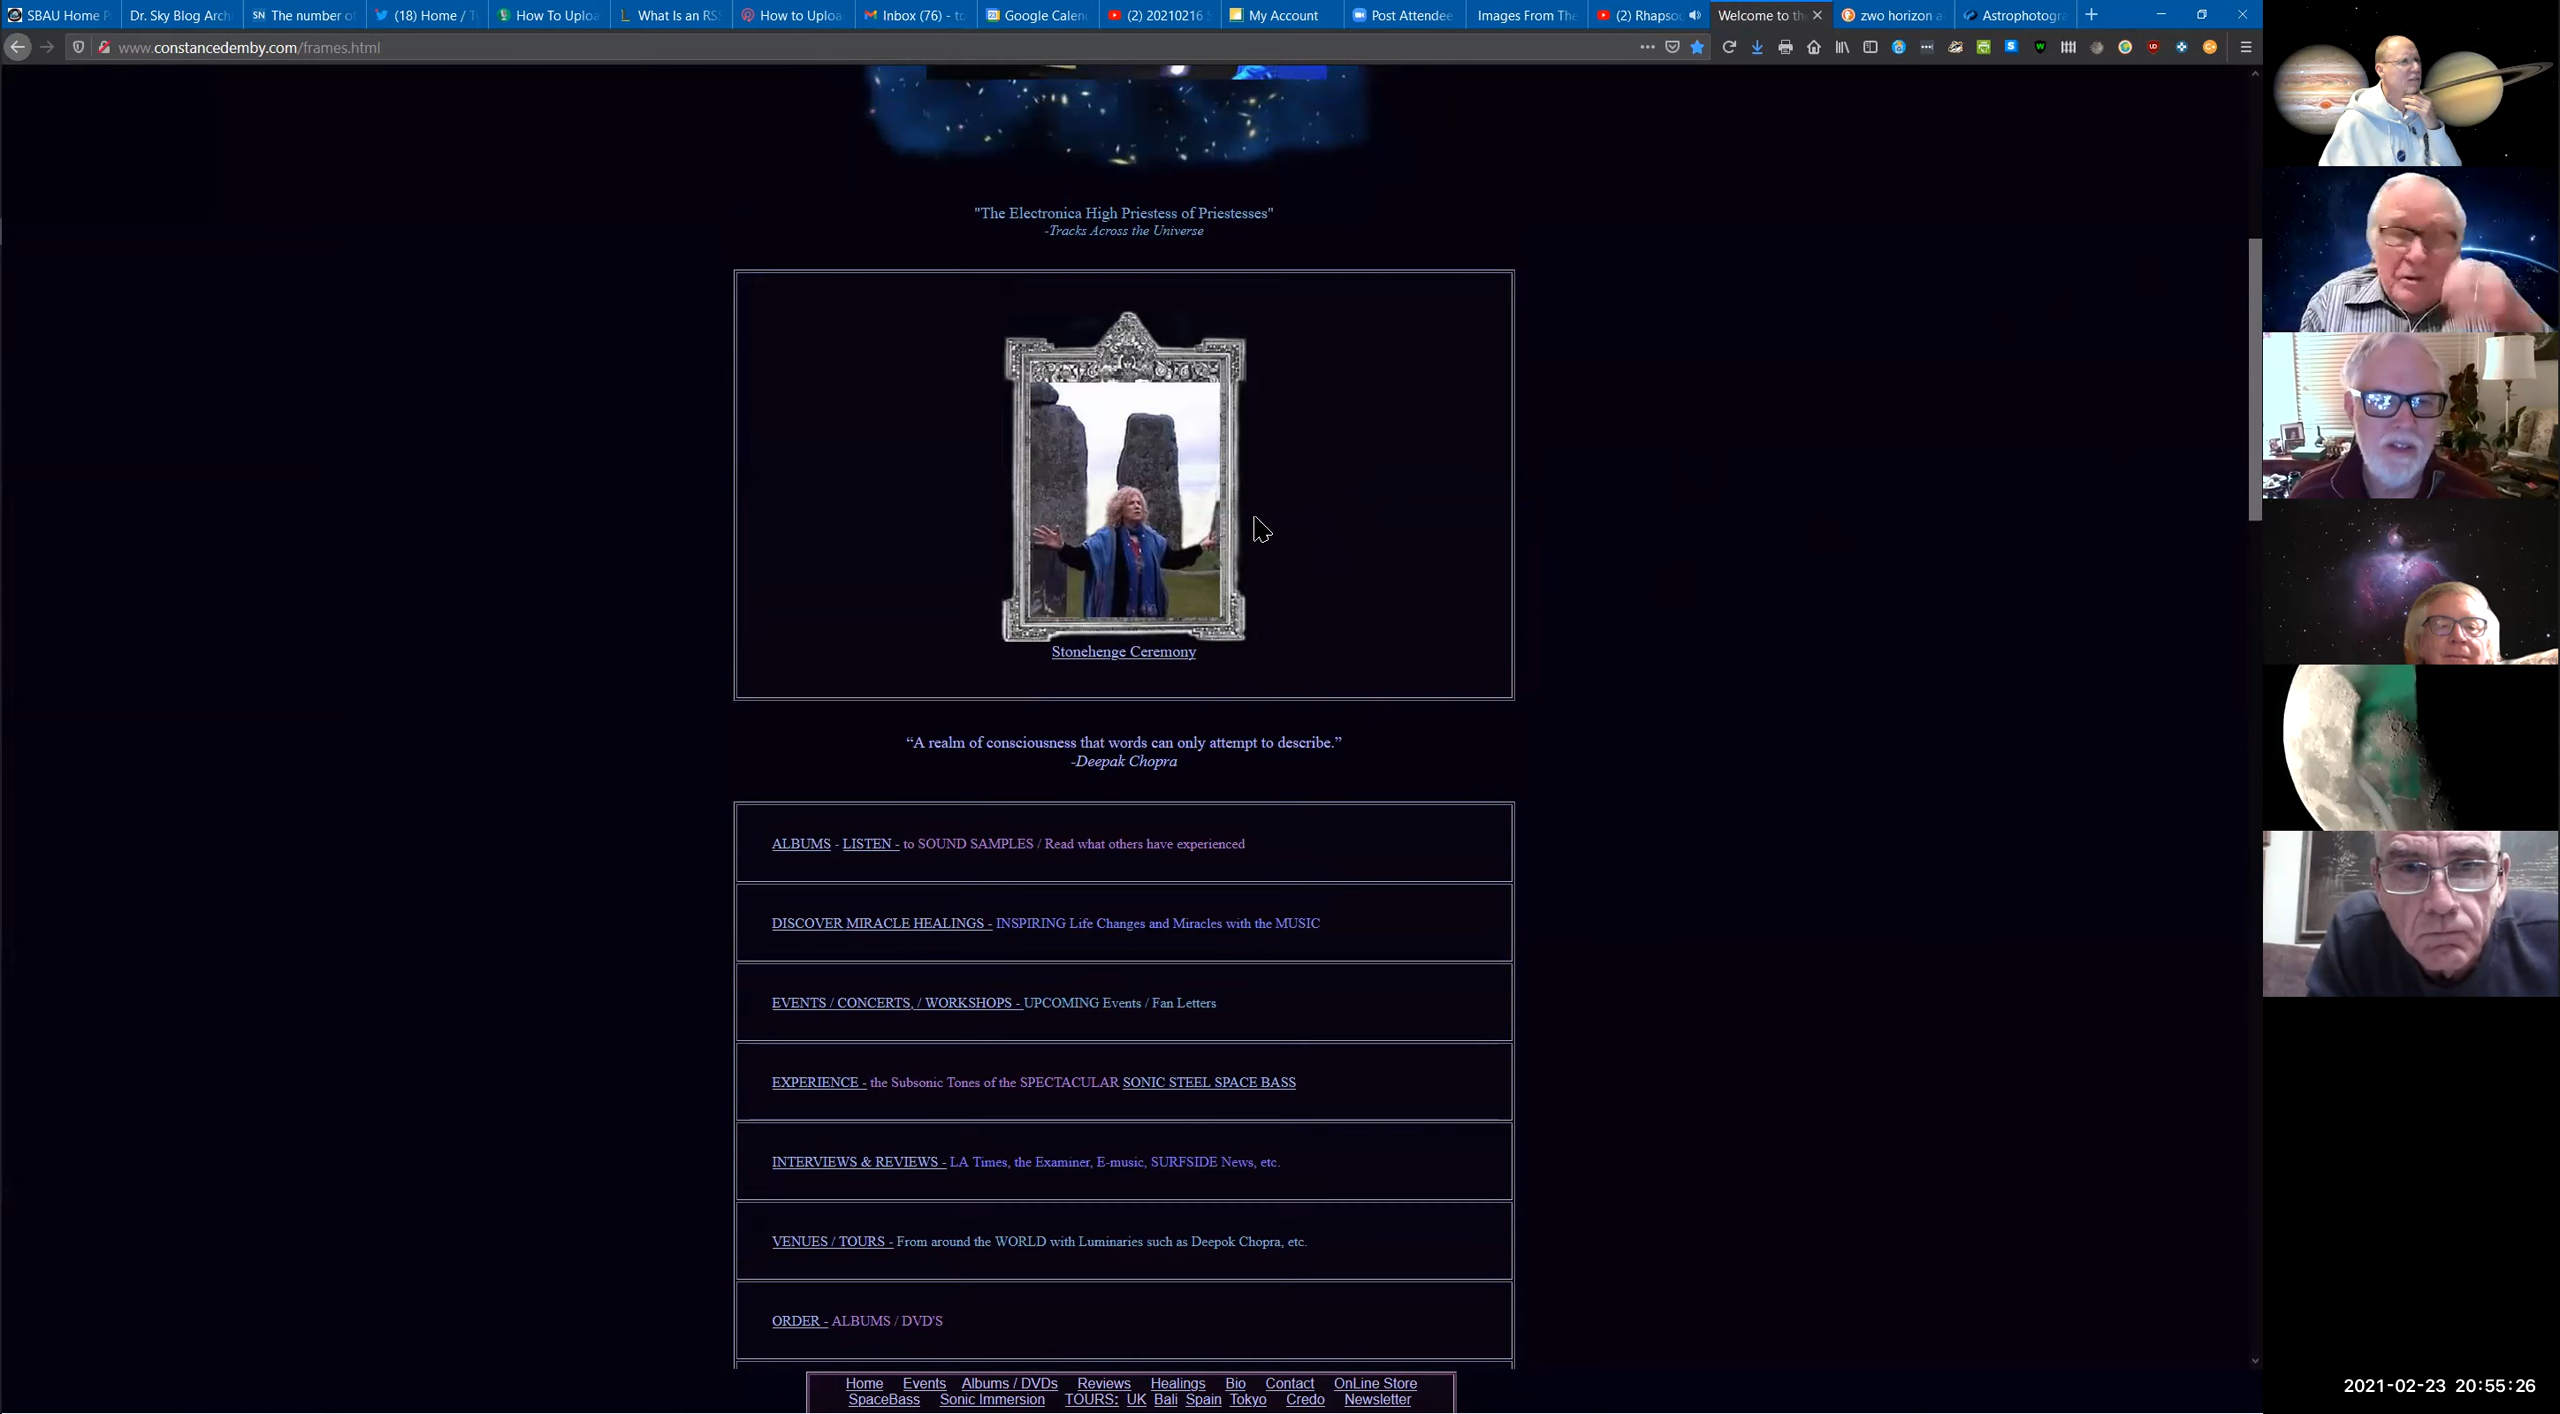 SBAU Home P
Dr. Sky Blog Arch
SN The number of
(18) Home / T
How To Uploa
What Is an RSS
How to Uploa
Inbox (76) - to
Google Calen
(2) 20210216 S
My Account
Post Attendee
Images From The
(2) Rhapso
Welcome to th
zwo horizon a
Astrophotogra
www.constancedemby.com/frames.html
"The Electronica High Priestess of Priestesses"
-Tracks Across the Universe
Stonehenge Ceremony
“A realm of consciousness that words can only attempt to describe.”
-Deepak Chopra
ALBUMS - LISTEN - to SOUND SAMPLES / Read what others have experienced
DISCOVER MIRACLE HEALINGS - INSPIRING Life Changes and Miracles with the MUSIC
EVENTS / CONCERTS, / WORKSHOPS - UPCOMING Events / Fan Letters
EXPERIENCE - the Subsonic Tones of the SPECTACULAR SONIC STEEL SPACE BASS
INTERVIEWS & REVIEWS - LA Times, the Examiner, E-music, SURFSIDE News, etc.
VENUES / TOURS - From around the WORLD with Luminaries such as Deepok Chopra, etc.
ORDER - ALBUMS / DVD'S
Home Events Albums / DVDs Reviews Healings Bio Contact OnLine Store
SpaceBass Sonic Immersion TOURS: UK Bali Spain Tokyo Credo Newsletter
2021-02-23 20:55:26